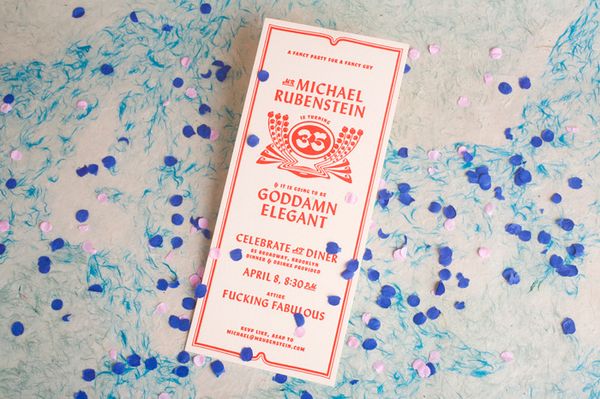 A FANCY PARTY FOR A FANCY GUY
MR MICHAEL
RUBENSTEIN
IS TURNING
35
& IT IS GOING TO BE
GODDAMN
ELEGANT
CELEBRATE AT DINER
85 BROADWAY, BROOKLYN
DINNER & DRINKS PROVIDED
APRIL 8, 8:30 PM
ATTIRE
FUCKING FABULOUS
RSVP LIKE, ASAP TO
MICHAEL@MRUBENSTEIN.COM